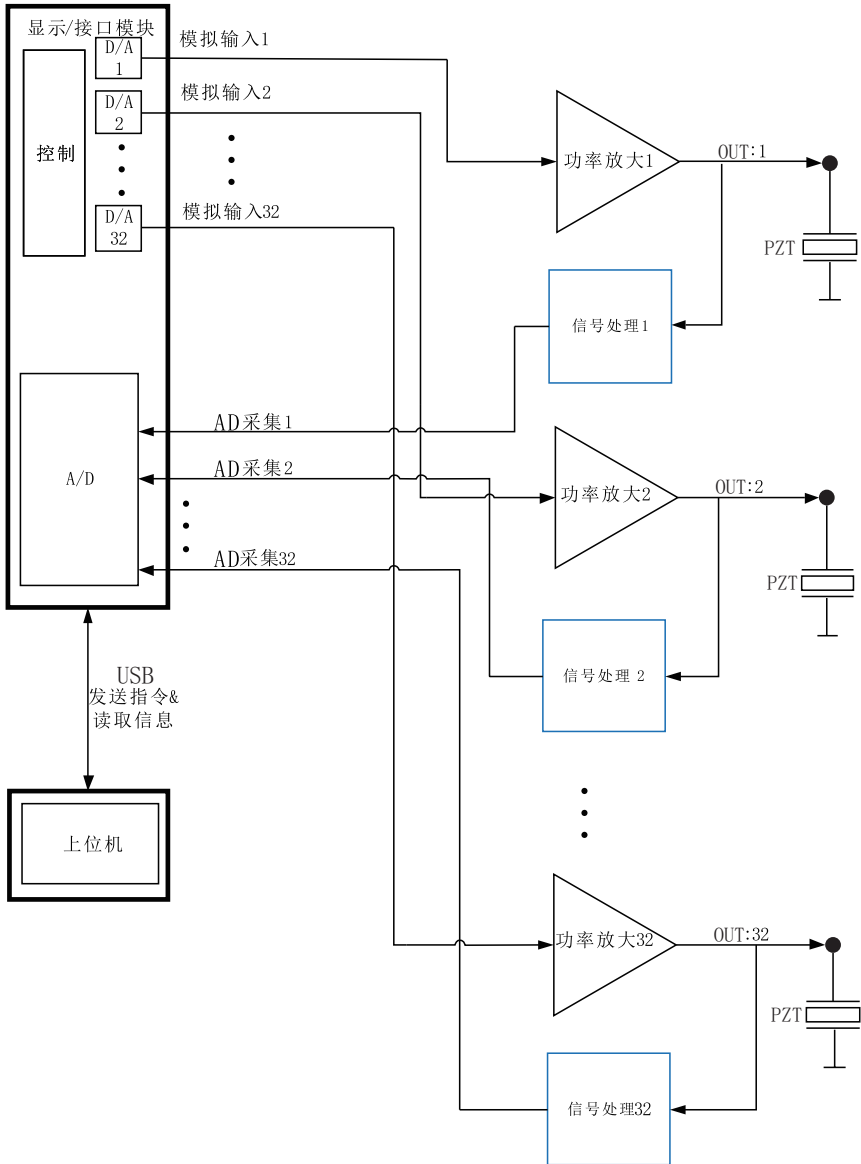 显示/接口模块
D/A
1
模拟输入1
D/A
2
模拟输入2
控制
D/A
32
模拟输入32
功率放大1
OUT:1
PZT
信号处理1
A/D
AD采集1
AD采集2
AD采集32
功率放大2
OUT:2
PZT
信号处理 2
USB
发送指令&
读取信息
上位机
功率放大32
OUT:32
PZT
信号处理32